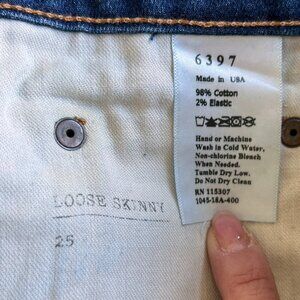 6397
Made in USA
98% Cotton
2% Elastic
Hand or Machine
Wash in Cold Water,
Non-chlorine Bleach
When Needed.
Tumble Dry Low.
Do Not Dry Clean
RN 115307
1045-18A-400
LOOSE SKINNY
25